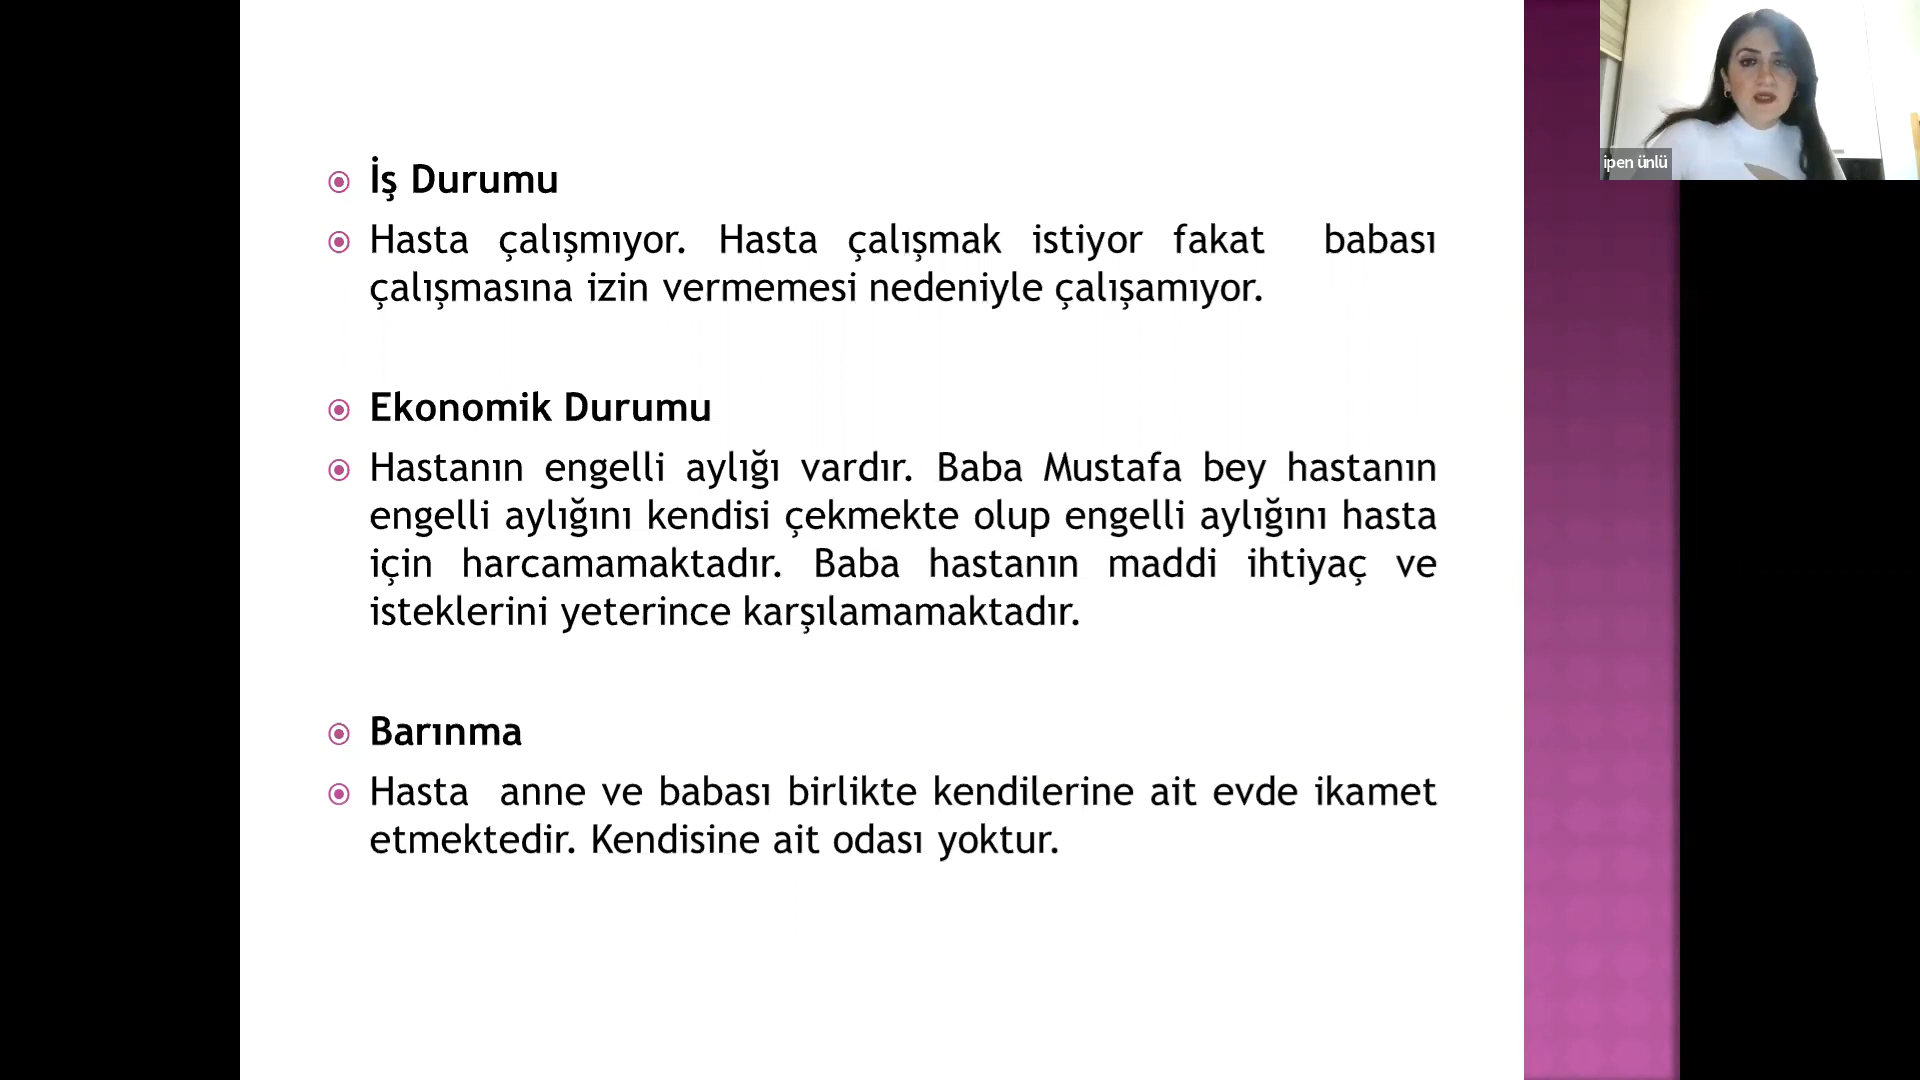 İş Durumu
Hasta çalışmıyor. Hasta çalışmak istiyor fakat babası
çalışmasına izin vermemesi nedeniyle çalışamıyor.
Ekonomik Durumu
Hastanın engelli aylığı vardır. Baba Mustafa bey hastanın
engelli aylığını kendisi çekmekte olup engelli aylığını hasta
için harcamamaktadır. Baba hastanın maddi ihtiyaç ve
isteklerini yeterince karşılamamaktadır.
Barınma
Hasta anne ve babası birlikte kendilerine ait evde ikamet
etmektedir. Kendisine ait odası yoktur.
ipen ünlü